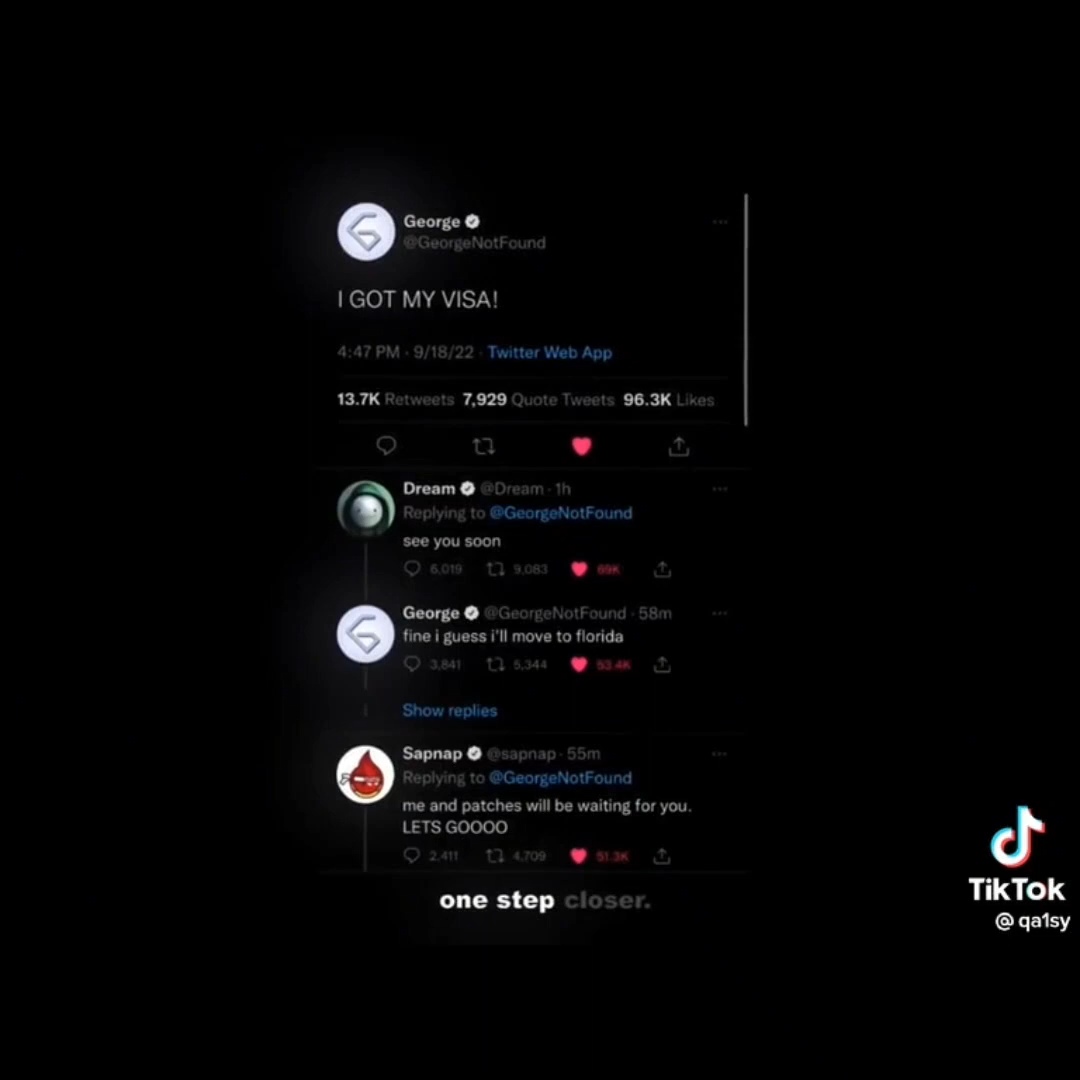 George
@GeorgeNotFound
I GOT MY VISA!
4:47 PM · 9/18/22 · Twitter Web App
13.7K Retweets 7,929 Quote Tweets 96.3K Likes
Dream @Dream · 1h
Replying to @GeorgeNotFound
see you soon
6,019 9,083 69K
George @GeorgeNotFound · 58m
fine i guess i'll move to florida
3,841 5,344 53.4K
Show replies
Sapnap @sapnap · 55m
Replying to @GeorgeNotFound
me and patches will be waiting for you.
LETS GOOOO
2,411 4,709 51.3K
one step closer.
TikTok
@qa1sy